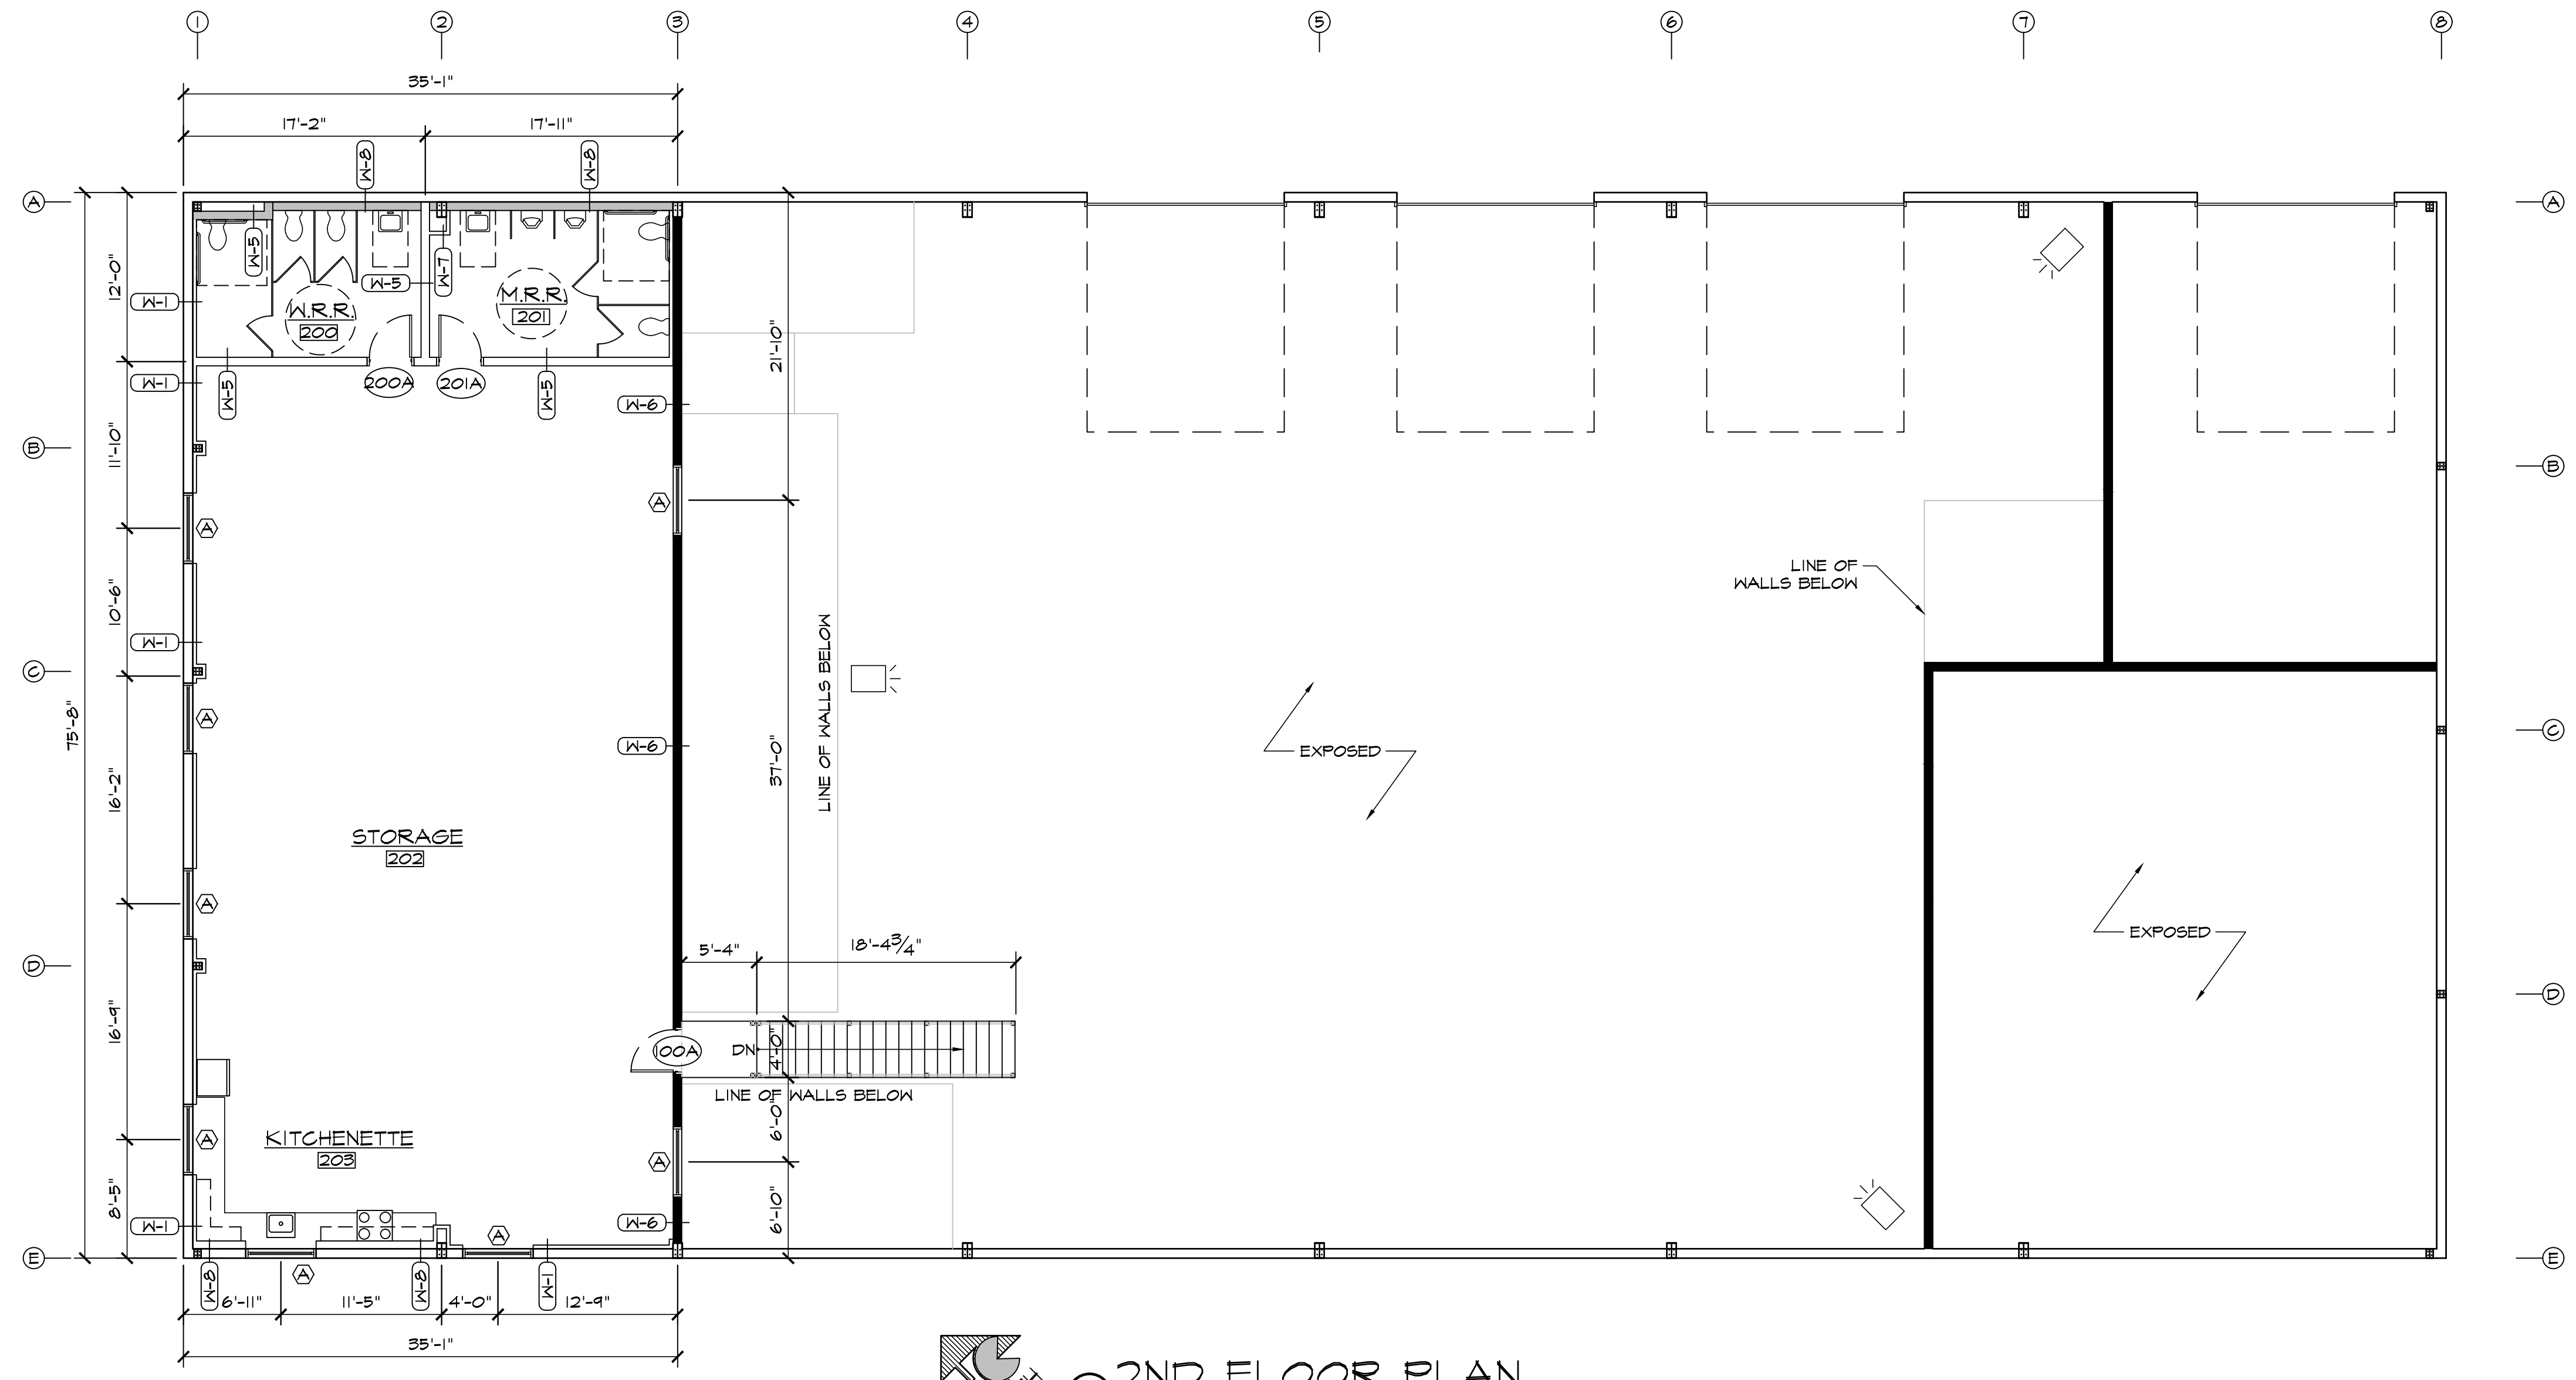 1 2 3 4 5 6 7 8
35'-1"
17'-2" 17'-11"
W-8 W-8
A A
W-5
12'-0"
W-7
W-5
W-1
W.R.R.
200
M.R.R.
201
21'-10"
W-1
W-5
200A 201A
W-5
W-6
11'-10"
B B
A A
LINE OF
WALLS BELOW
10'-6"
W-1
C C
75'-8"
A
LINE OF WALLS BELOW
37'-0"
W-6
EXPOSED
16'-2"
STORAGE
202
A
EXPOSED
5'-4" 18'-4 3/4"
D D
16'-9"
100A
DN
4'-0"
LINE OF WALLS BELOW
6'-0"
KITCHENETTE
203
A A
8'-5"
W-1
W-6
6'-10"
A
E E
W-8
A
W-8
W-1
6'-11" 11'-5" 4'-0" 12'-9"
35'-1"
2ND FLOOR PLAN